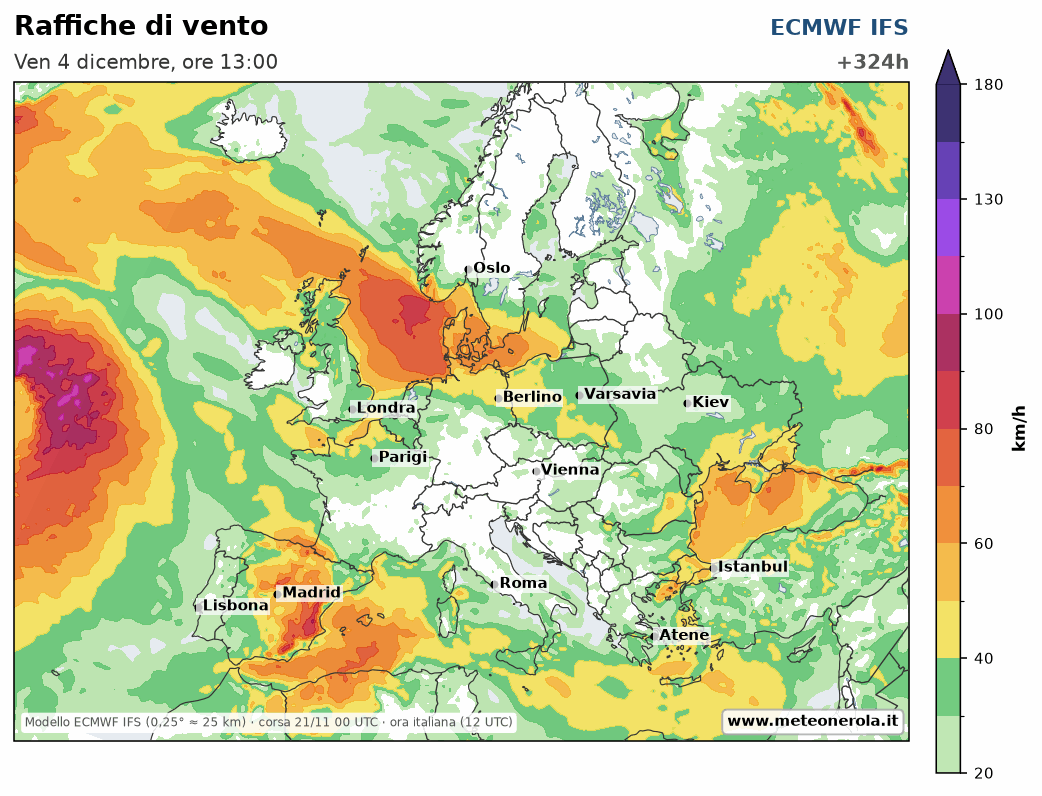 Raffiche di vento
ECMWF IFS
Ven 4 dicembre, ore 13:00
+324h
180
130
100
80
60
40
20
km/h
Oslo
Varsavia
Berlino
Kiev
Londra
Parigi
Vienna
Istanbul
Roma
Madrid
Lisbona
Atene
Modello ECMWF IFS (0,25° ≈ 25 km) · corsa 21/11 00 UTC · ora italiana (12 UTC)
www.meteonerola.it